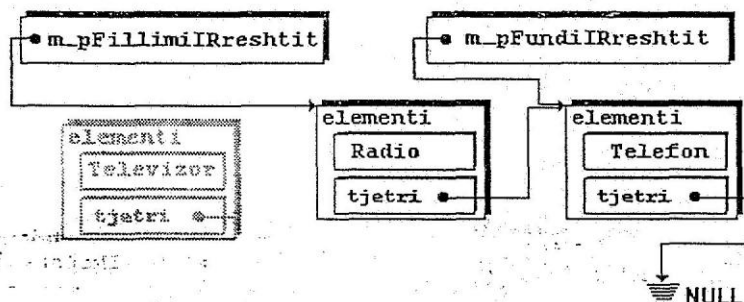 m_pFillimiIRreshtit
m_pFundiIRreshtit
elementi
Televizor
tjetri
elementi
Radio
tjetri
elementi
Telefon
tjetri
NULL